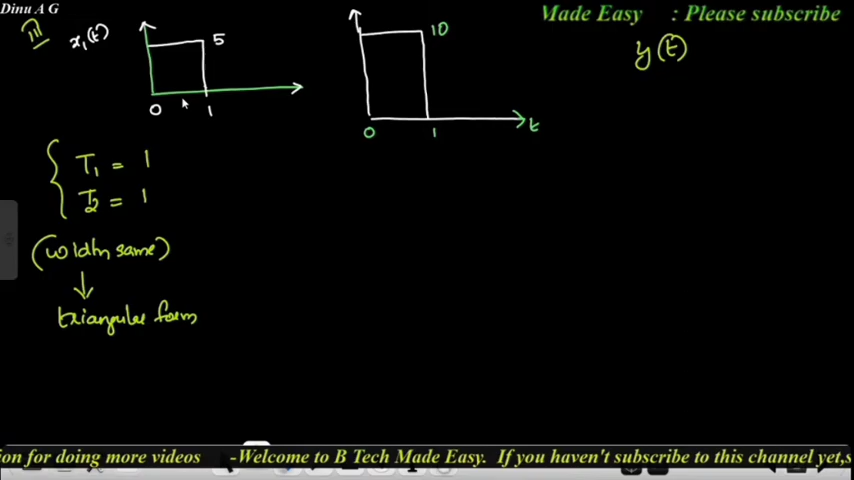 Dinu A G
Made Easy : Please subscribe
III
x₁(t)
5
0
1
10
0
1
t
y(t)
T₁ = 1
T₂ = 1
(width same)
triangular form
ion for doing more videos -Welcome to B Tech Made Easy. If you haven't subscribe to this channel yet,s